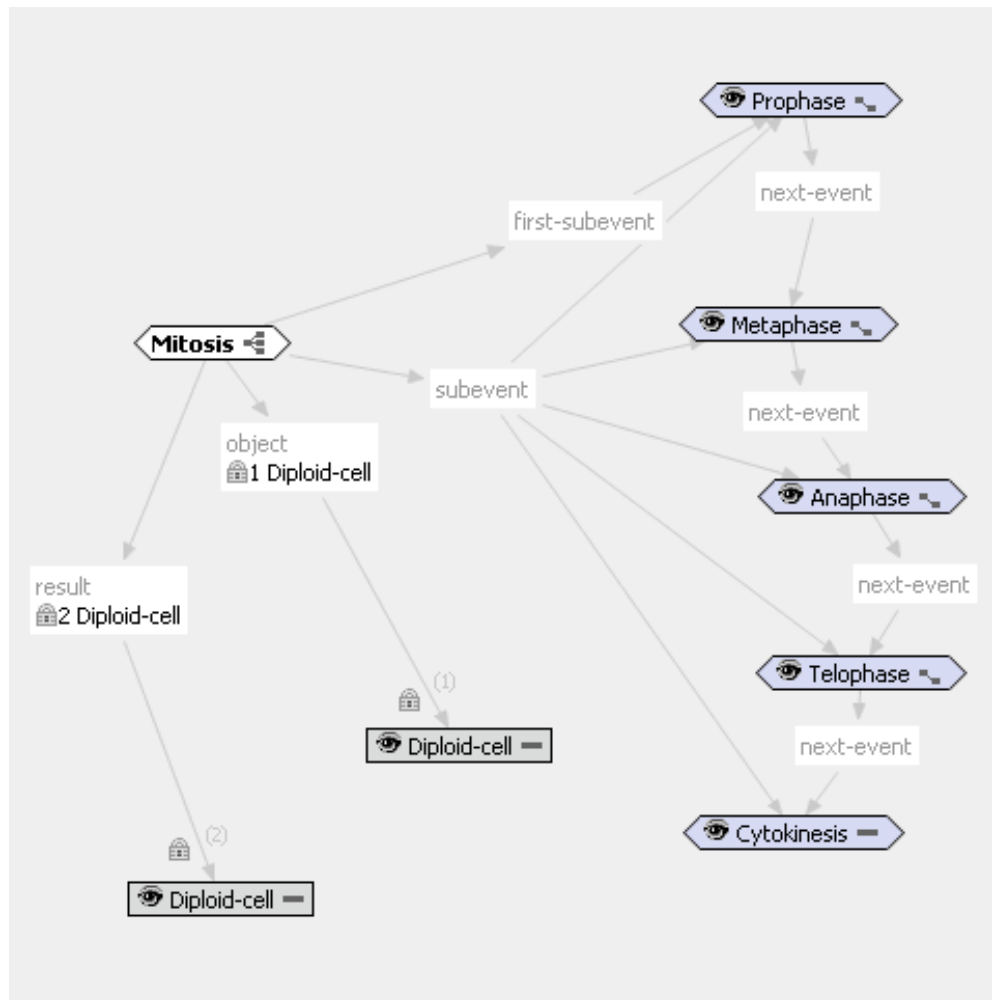 Prophase
next-event
first-subevent
Metaphase
Mitosis
subevent
next-event
object
1 Diploid-cell
Anaphase
result
2 Diploid-cell
next-event
Telophase
(1)
Diploid-cell
next-event
(2)
Cytokinesis
Diploid-cell